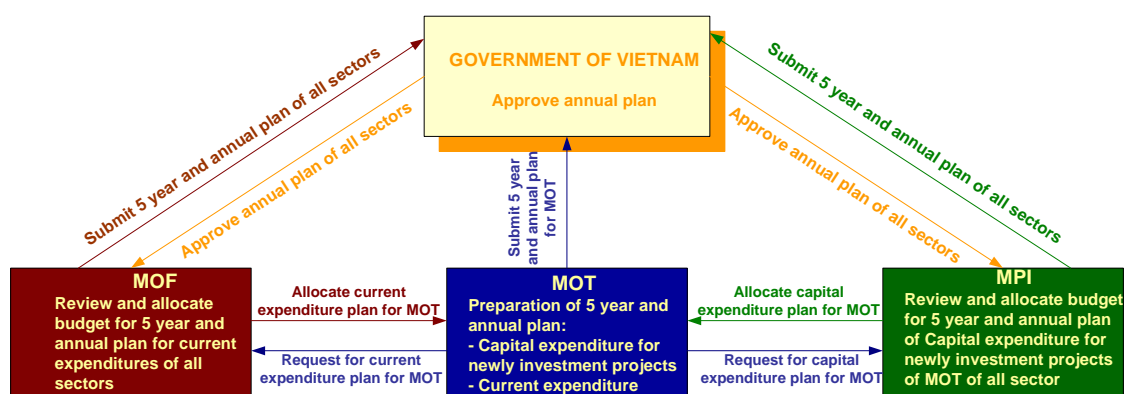 GOVERNMENT OF VIETNAM
Approve annual plan
Submit 5 year and annual plan of all sectors
Approve annual plan of all sectors
Submit 5 year
and annual plan
for MOT
Approve annual plan of all sectors
Submit 5 year and annual plan of all sectors
MOF
Review and allocate
budget for 5 year and
annual plan for current
expenditures of all
sectors
Allocate current
expenditure plan for MOT
Request for current
expenditure plan for MOT
MOT
Preparation of 5 year and
annual plan:
- Capital expenditure for
newly investment projects
- Current expenditure
Allocate capital
expenditure plan for MOT
Request for capital
expenditure plan for MOT
MPI
Review and allocate budget
for 5 year and annual plan
of Capital expenditure for
newly investment projects
of MOT of all sector